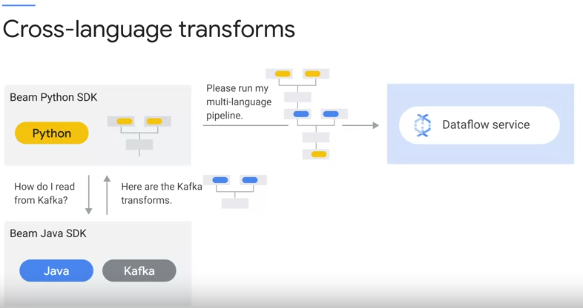 Cross-language transforms
Beam Python SDK
Python
Please run my
multi-language
pipeline.
Dataflow service
How do I read
from Kafka?
Here are the Kafka
transforms.
Beam Java SDK
Java
Kafka